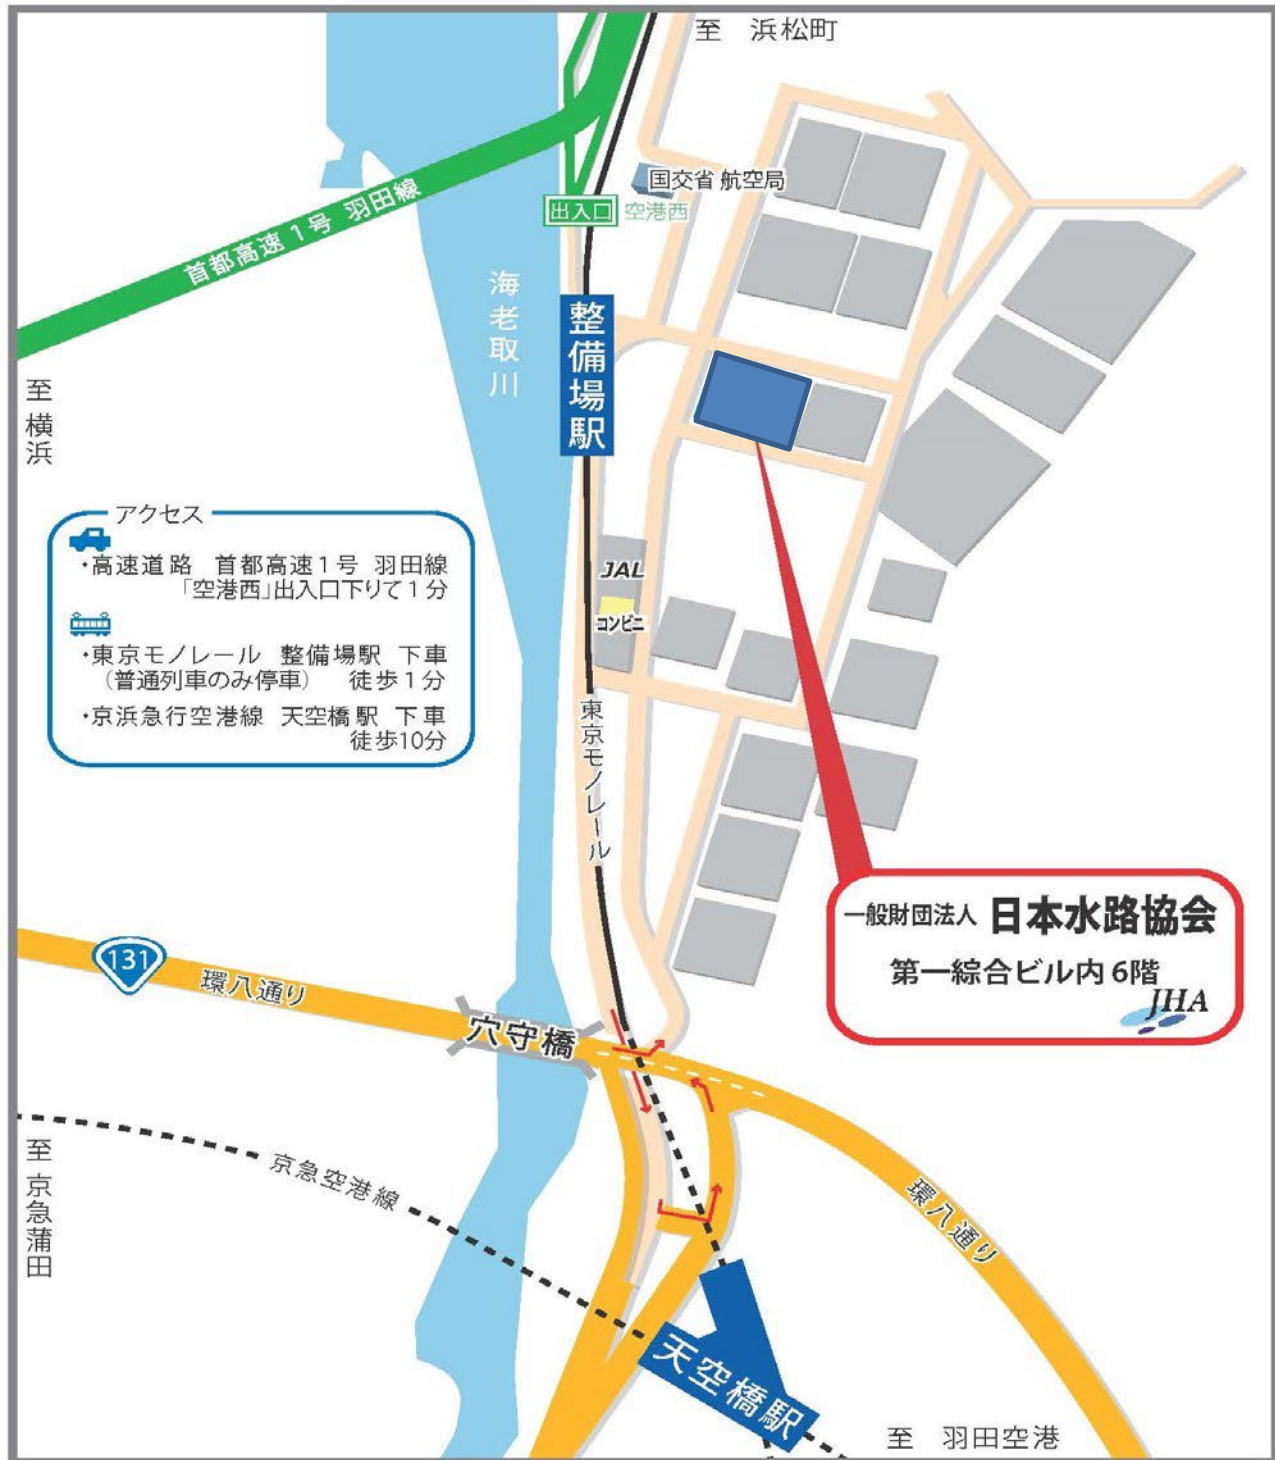 至 浜松町
国交省 航空局
出入口 空港西
首都高速1号 羽田線
海老取川
整備場駅
至 横浜
アクセス
・高速道路 首都高速1号 羽田線
「空港西」出入口下りて1分
・東京モノレール 整備場駅 下車
(普通列車のみ停車) 徒歩1分
・京浜急行空港線 天空橋駅 下車
徒歩10分
JAL
コンビニ
東京モノレール
一般財団法人 日本水路協会
第一綜合ビル内 6階
JHA
131
環八通り
穴守橋
至 京急蒲田
京急空港線
環八通り
天空橋駅
至 羽田空港